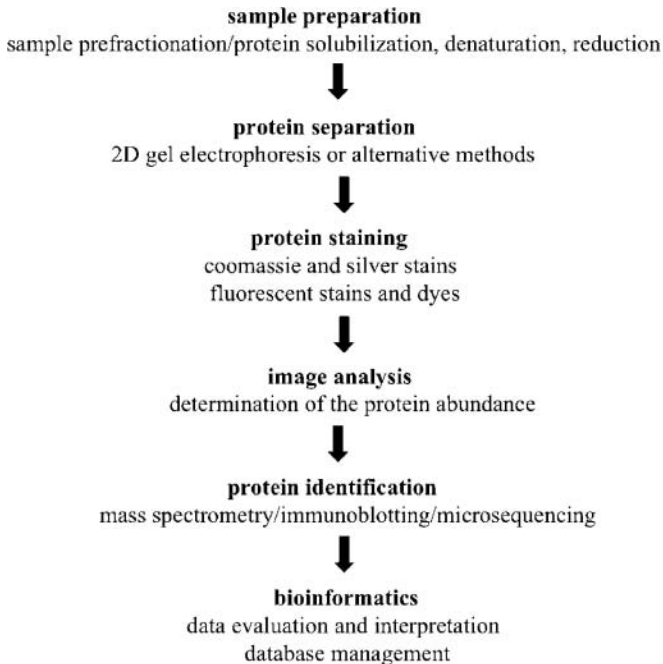 sample preparation
sample prefractionation/protein solubilization, denaturation, reduction
protein separation
2D gel electrophoresis or alternative methods
protein staining
coomassie and silver stains
fluorescent stains and dyes
image analysis
determination of the protein abundance
protein identification
mass spectrometry/immunoblotting/microsequencing
bioinformatics
data evaluation and interpretation
database management